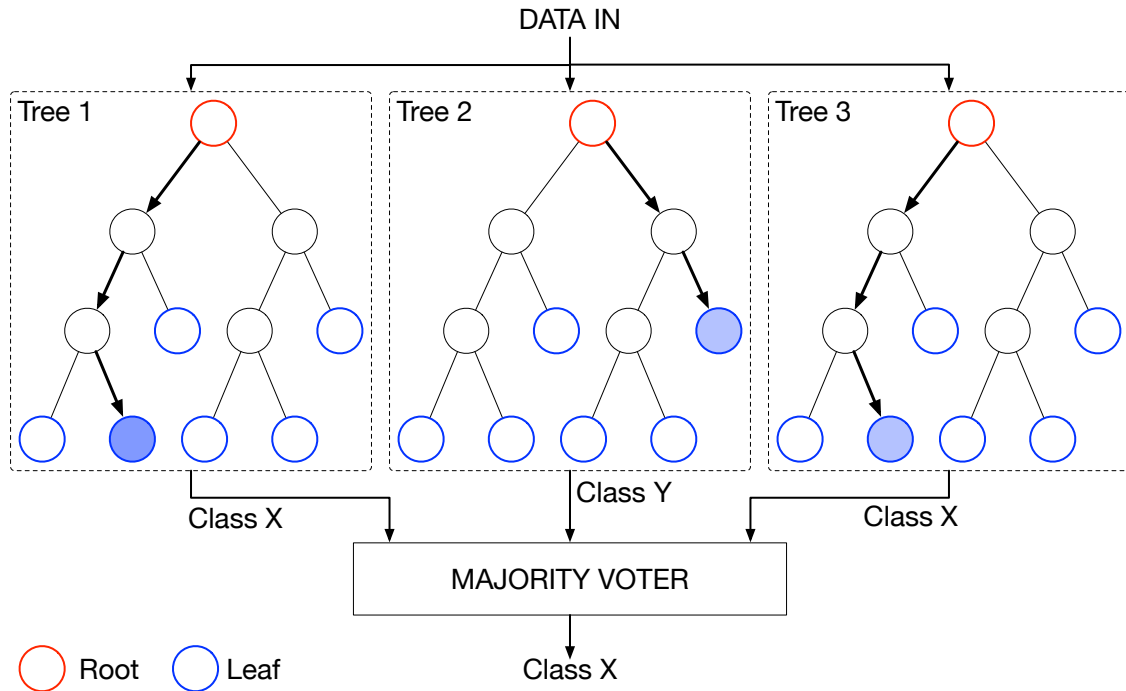 DATA IN
Tree 1
Tree 2
Tree 3
Class X
Class Y
Class X
MAJORITY VOTER
Class X
Root
Leaf